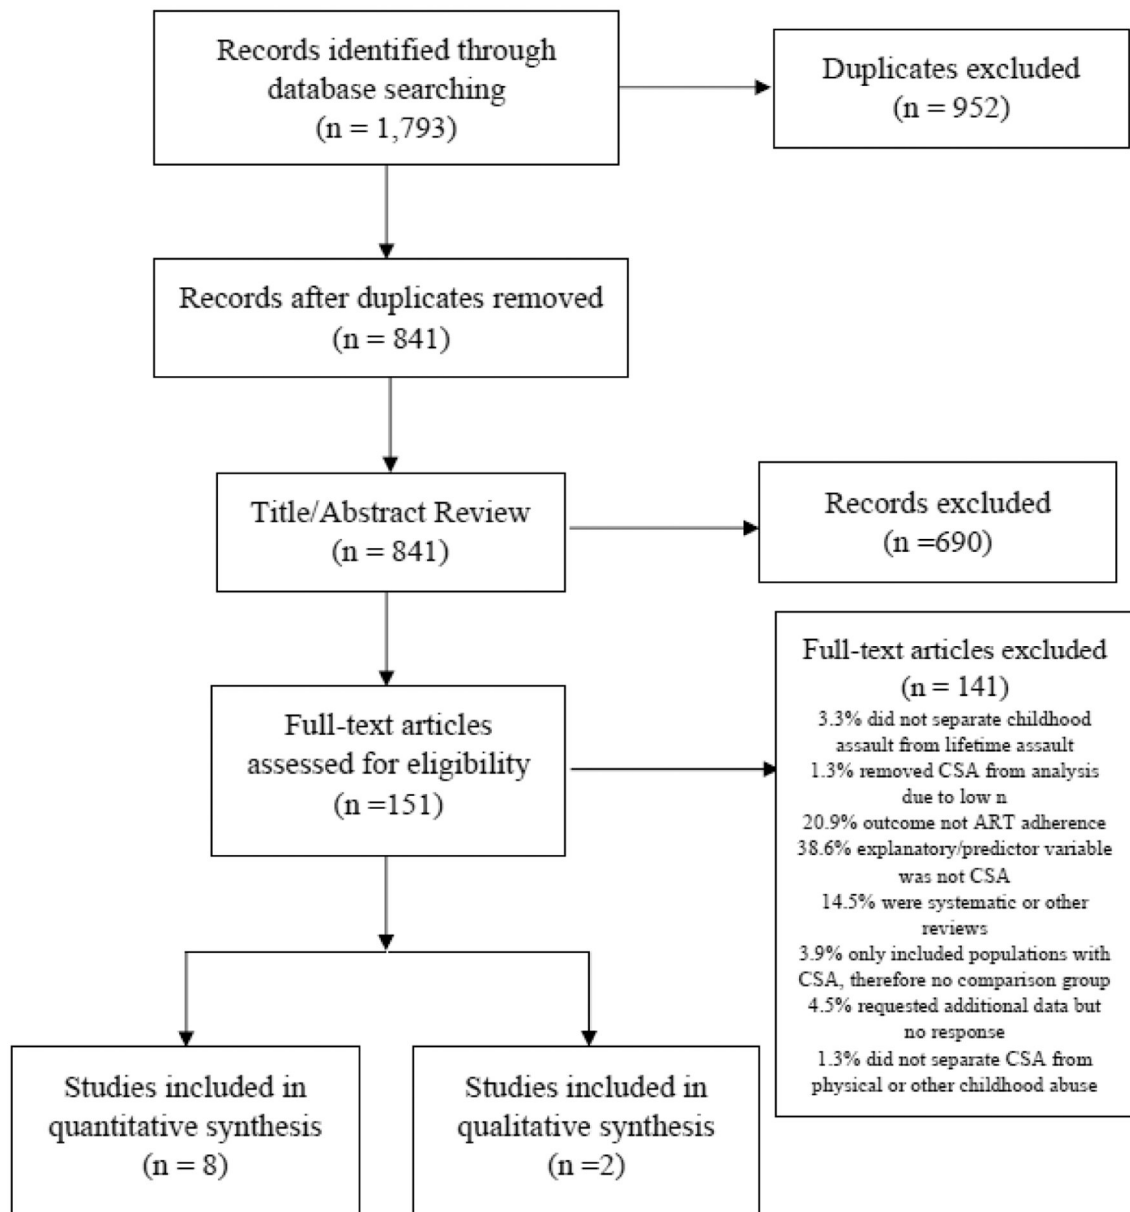 Records identified through
database searching
(n = 1,793)
Duplicates excluded
(n = 952)
Records after duplicates removed
(n = 841)
Title/Abstract Review
(n = 841)
Records excluded
(n =690)
Full-text articles
assessed for eligibility
(n =151)
Full-text articles excluded
(n = 141)
3.3% did not separate childhood
assault from lifetime assault
1.3% removed CSA from analysis
due to low n
20.9% outcome not ART adherence
38.6% explanatory/predictor variable
was not CSA
14.5% were systematic or other
reviews
3.9% only included populations with
CSA, therefore no comparison group
4.5% requested additional data but
no response
1.3% did not separate CSA from
physical or other childhood abuse
Studies included in
quantitative synthesis
(n = 8)
Studies included in
qualitative synthesis
(n =2)